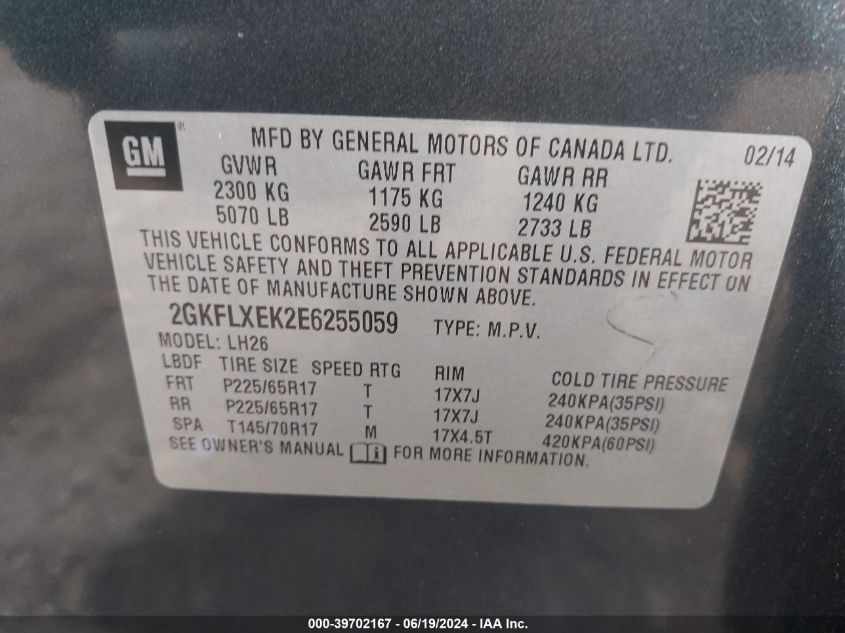 GM ®
MFD BY GENERAL MOTORS OF CANADA LTD. 02/14
GVWR GAWR FRT GAWR RR
2300 KG 1175 KG 1240 KG
5070 LB 2590 LB 2733 LB
THIS VEHICLE CONFORMS TO ALL APPLICABLE U.S. FEDERAL MOTOR
VEHICLE SAFETY AND THEFT PREVENTION STANDARDS IN EFFECT ON
THE DATE OF MANUFACTURE SHOWN ABOVE.
2GKFLXEK2E6255059 TYPE: M.P.V.
MODEL: LH26
LBDF TIRE SIZE SPEED RTG RIM COLD TIRE PRESSURE
FRT P225/65R17 T 17X7J 240KPA(35PSI)
RR P225/65R17 T 17X7J 240KPA(35PSI)
SPA T145/70R17 M 17X4.5T 420KPA(60PSI)
SEE OWNER'S MANUAL FOR MORE INFORMATION.
000-39702167 - 06/19/2024 - IAA Inc.